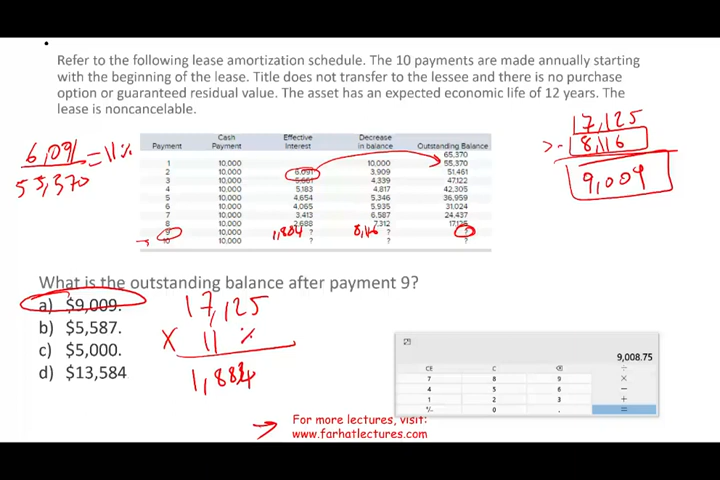 Refer to the following lease amortization schedule. The 10 payments are made annually starting
with the beginning of the lease. Title does not transfer to the lessee and there is no purchase
option or guaranteed residual value. The asset has an expected economic life of 12 years. The
lease is noncancelable.
17,125
> - 8,116
9,009
6,091 = 11%
55,370
Payment Cash Payment Effective Interest Decrease in balance Outstanding Balance
65,370
1 10,000 10,000 55,370
2 10,000 6,091 3,909 51,461
3 10,000 5,661 4,339 47,122
4 10,000 5,183 4,817 42,305
5 10,000 4,654 5,346 36,959
6 10,000 4,065 5,935 31,024
7 10,000 3,413 6,587 24,437
8 10,000 2,688 7,312 17,125
9 10,000 1,884 ? 8,116 ? ?
10 10,000 ? ? ?
What is the outstanding balance after payment 9?
a) $9,009.
b) $5,587.
c) $5,000.
d) $13,584
17,125
X 11 %
1,884
9,008.75
CE C ÷
7 8 9 ×
4 5 6 −
1 2 3 +
0 . =
For more lectures, visit:
www.farhatlectures.com